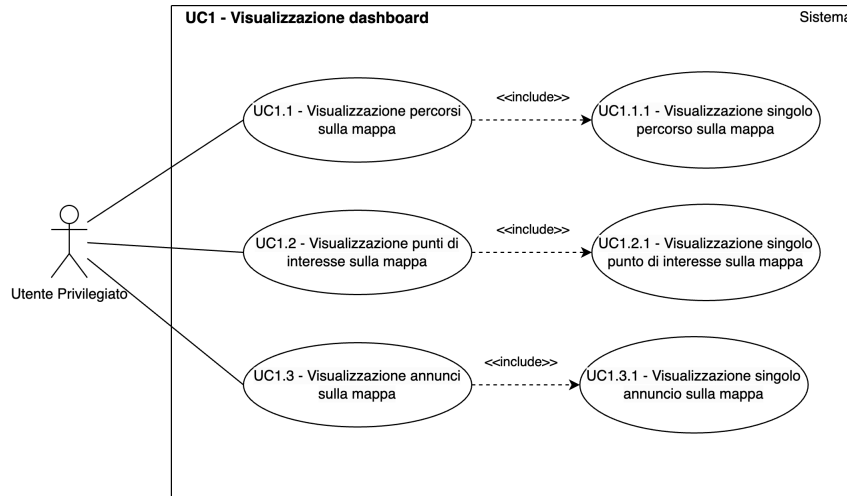 UC1 - Visualizzazione dashboard
Sistema
UC1.1 - Visualizzazione percorsi
sulla mappa
<<include>>
UC1.1.1 - Visualizzazione singolo
percorso sulla mappa
UC1.2 - Visualizzazione punti di
interesse sulla mappa
<<include>>
UC1.2.1 - Visualizzazione singolo
punto di interesse sulla mappa
Utente Privilegiato
UC1.3 - Visualizzazione annunci
sulla mappa
<<include>>
UC1.3.1 - Visualizzazione singolo
annuncio sulla mappa